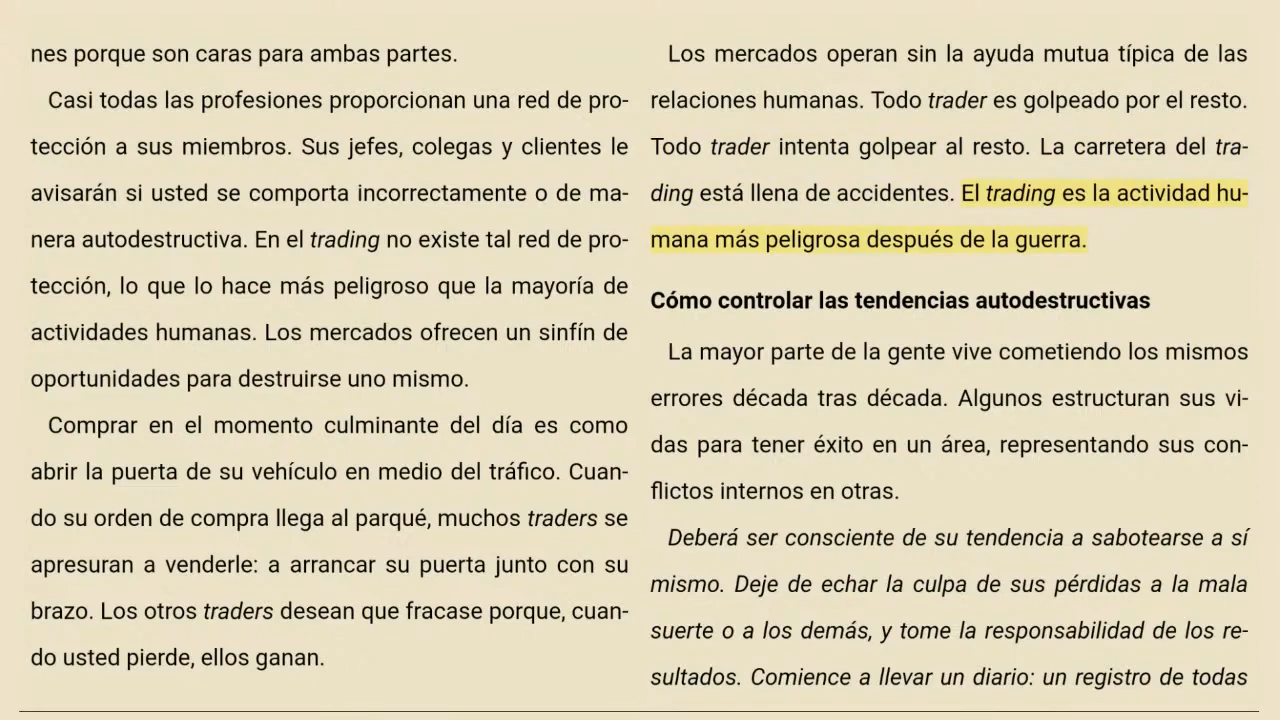 nes porque son caras para ambas partes.
Casi todas las profesiones proporcionan una red de pro-
tección a sus miembros. Sus jefes, colegas y clientes le
avisarán si usted se comporta incorrectamente o de ma-
nera autodestructiva. En el trading no existe tal red de pro-
tección, lo que lo hace más peligroso que la mayoría de
actividades humanas. Los mercados ofrecen un sinfín de
oportunidades para destruirse uno mismo.
Comprar en el momento culminante del día es como
abrir la puerta de su vehículo en medio del tráfico. Cuan-
do su orden de compra llega al parqué, muchos traders se
apresuran a venderle: a arrancar su puerta junto con su
brazo. Los otros traders desean que fracase porque, cuan-
do usted pierde, ellos ganan.
Los mercados operan sin la ayuda mutua típica de las
relaciones humanas. Todo trader es golpeado por el resto.
Todo trader intenta golpear al resto. La carretera del tra-
ding está llena de accidentes. El trading es la actividad hu-
mana más peligrosa después de la guerra.
Cómo controlar las tendencias autodestructivas
La mayor parte de la gente vive cometiendo los mismos
errores década tras década. Algunos estructuran sus vi-
das para tener éxito en un área, representando sus con-
flictos internos en otras.
Deberá ser consciente de su tendencia a sabotearse a sí
mismo. Deje de echar la culpa de sus pérdidas a la mala
suerte o a los demás, y tome la responsabilidad de los re-
sultados. Comience a llevar un diario: un registro de todas